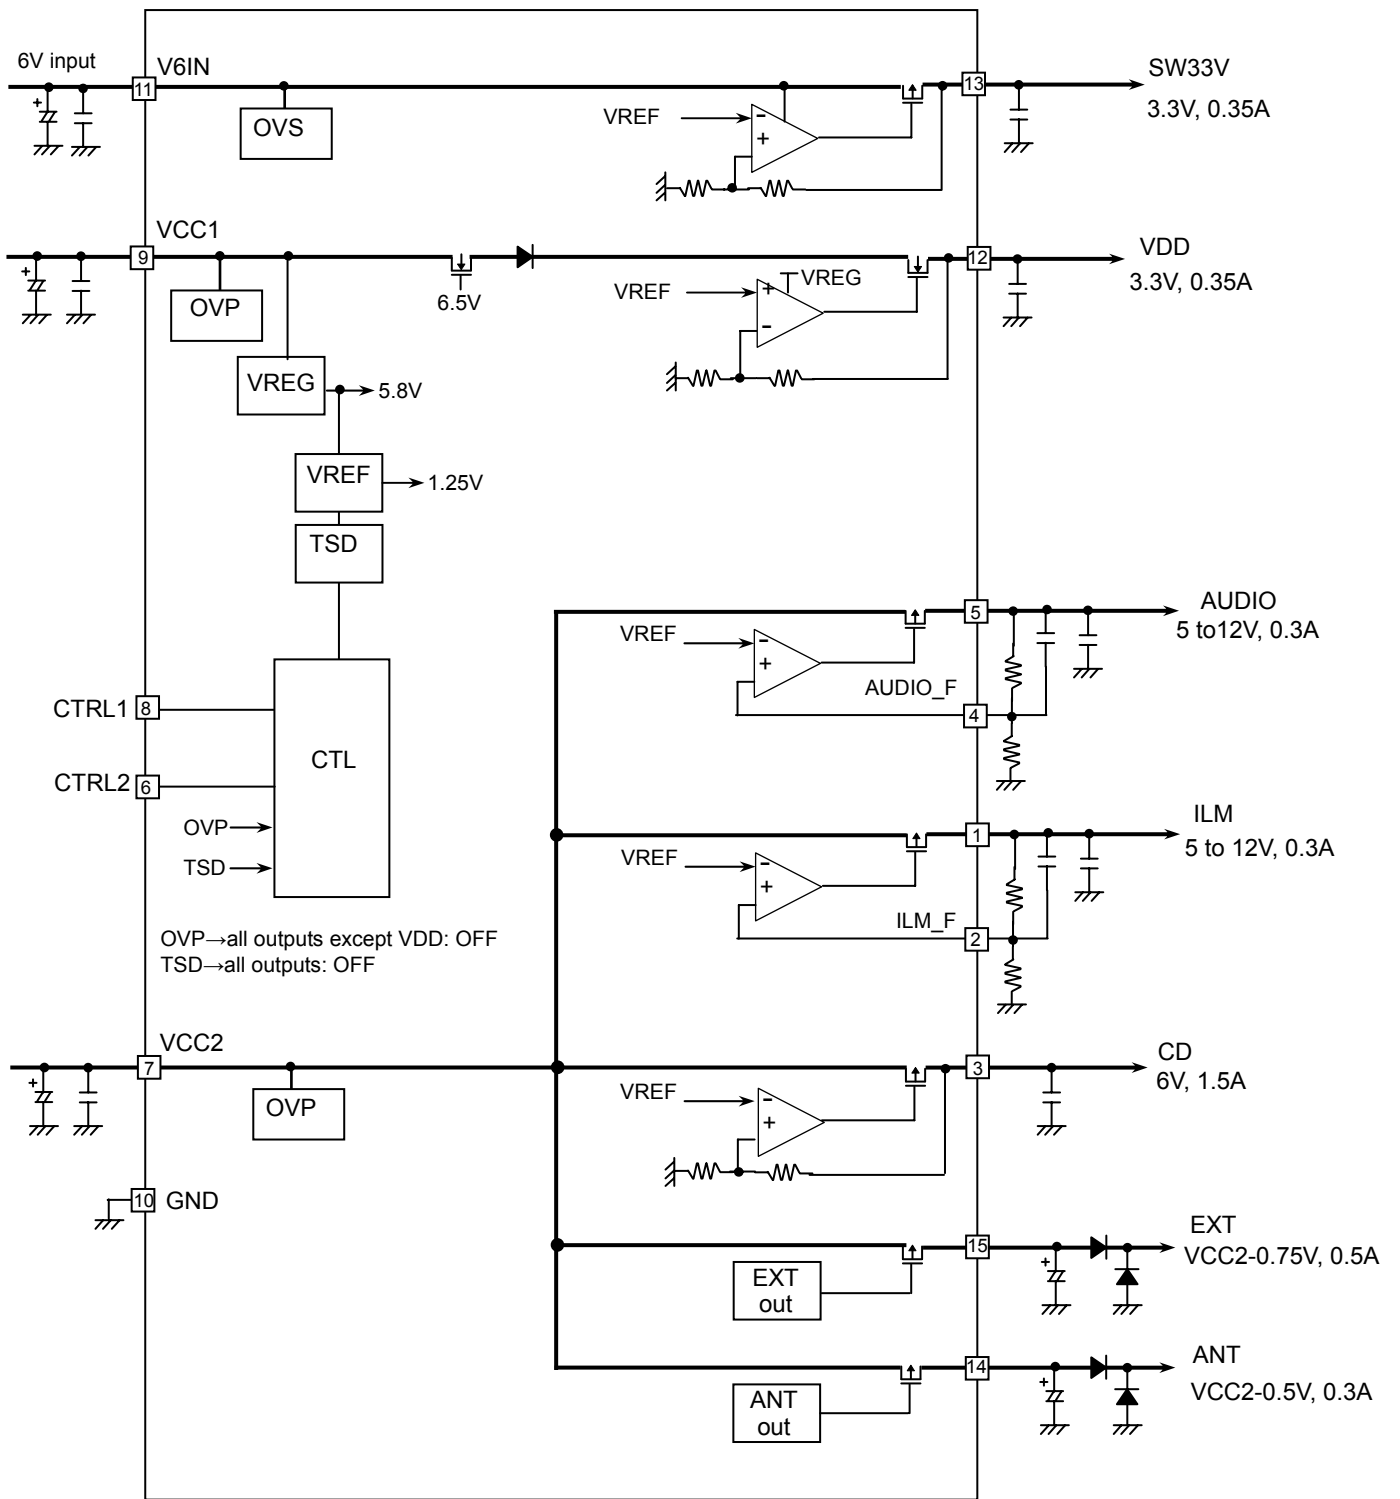 6V input
V6IN
11
OVS
VREF
-
+
13
SW33V
3.3V, 0.35A
+
VCC1
9
OVP
6.5V
VREF
+
-
VREG
12
VDD
3.3V, 0.35A
+
VREG
5.8V
VREF
1.25V
TSD
CTRL1
8
CTRL2
6
CTL
OVP
TSD
OVP→all outputs except VDD: OFF
TSD→all outputs: OFF
VREF
-
+
5
AUDIO
5 to12V, 0.3A
AUDIO_F
4
VREF
-
+
1
ILM
5 to 12V, 0.3A
ILM_F
2
VCC2
7
+
OVP
VREF
-
+
3
CD
6V, 1.5A
10
GND
EXT
out
15
+
EXT
VCC2-0.75V, 0.5A
ANT
out
14
+
ANT
VCC2-0.5V, 0.3A